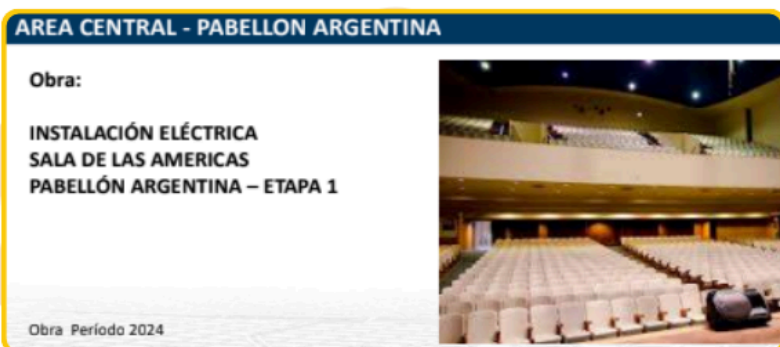 AREA CENTRAL - PABELLON ARGENTINA
Obra:
INSTALACIÓN ELÉCTRICA
SALA DE LAS AMERICAS
PABELLÓN ARGENTINA – ETAPA 1
Obra Período 2024